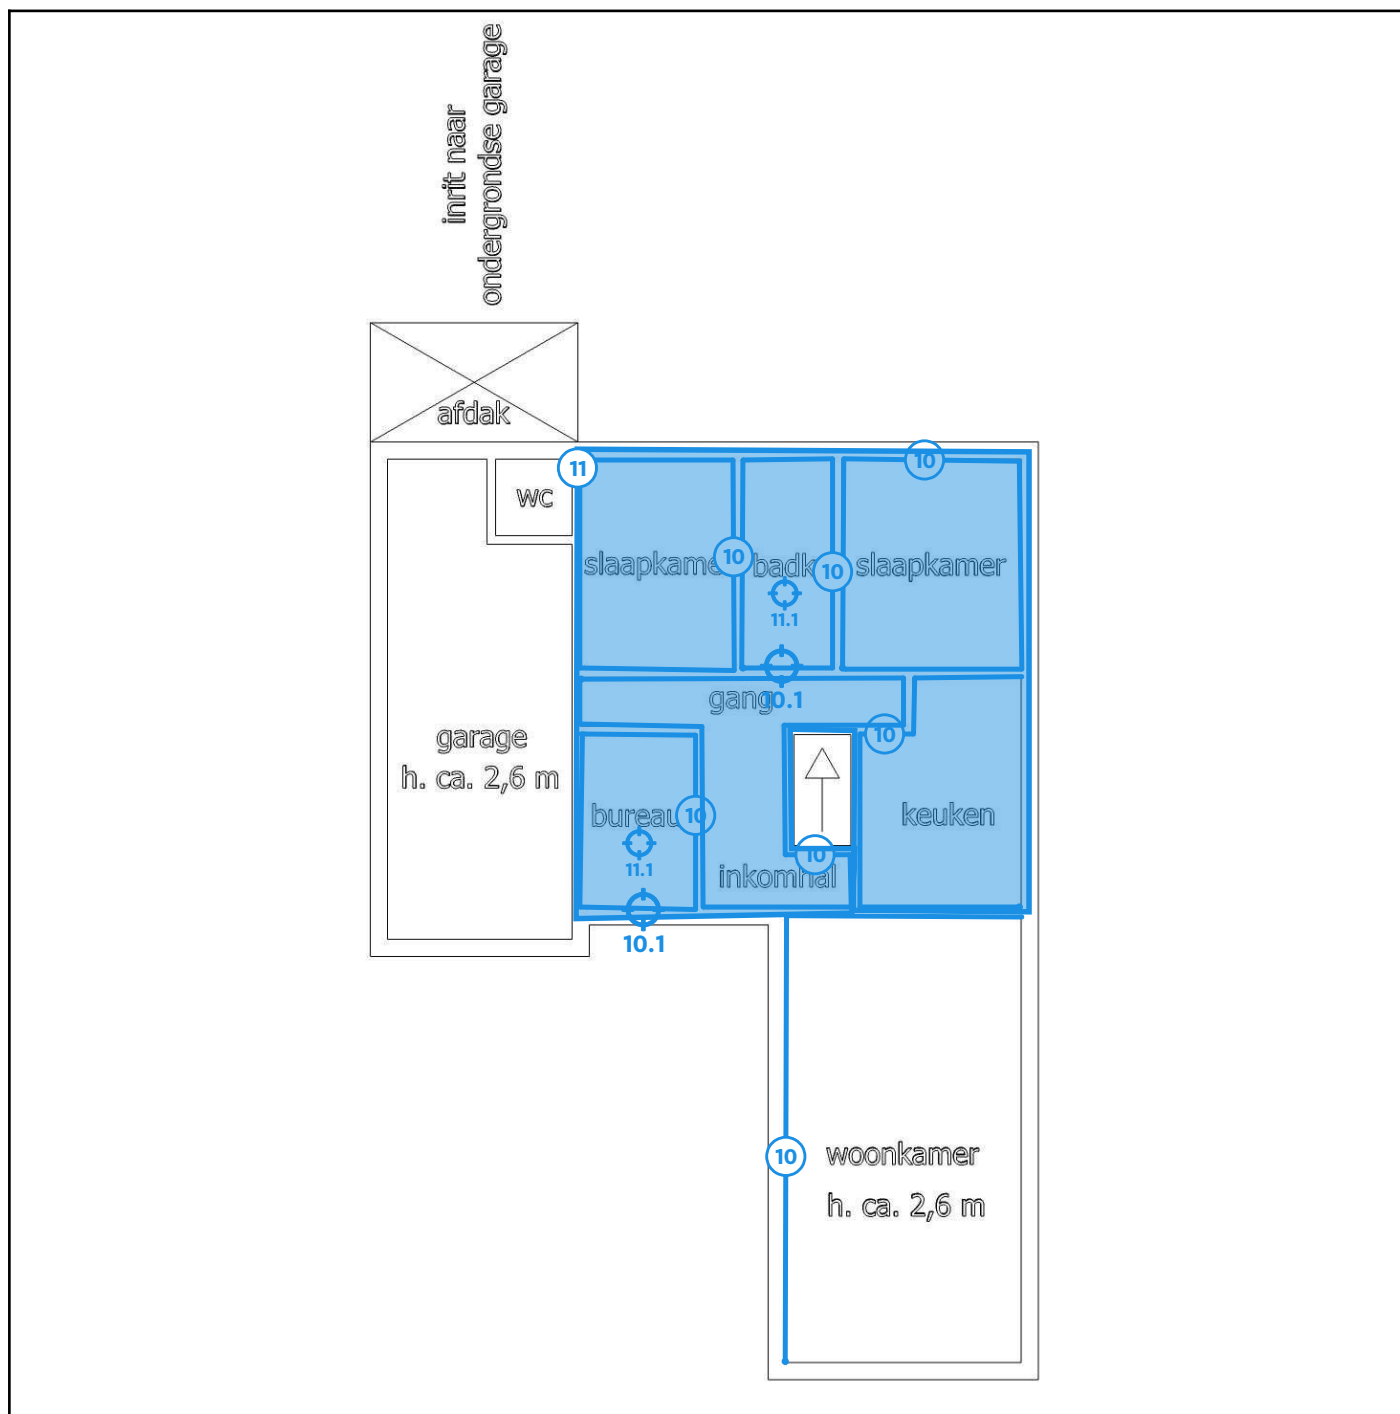 inrit naar
ondergrondse garage
afdak
11
10
wc
slaapkame
10
badk
10
slaapkamer
11.1
gang
10.1
10
garage
h. ca. 2,6 m
bureau
10
keuken
11.1
10
inkomhal
10.1
10
woonkamer
h. ca. 2,6 m